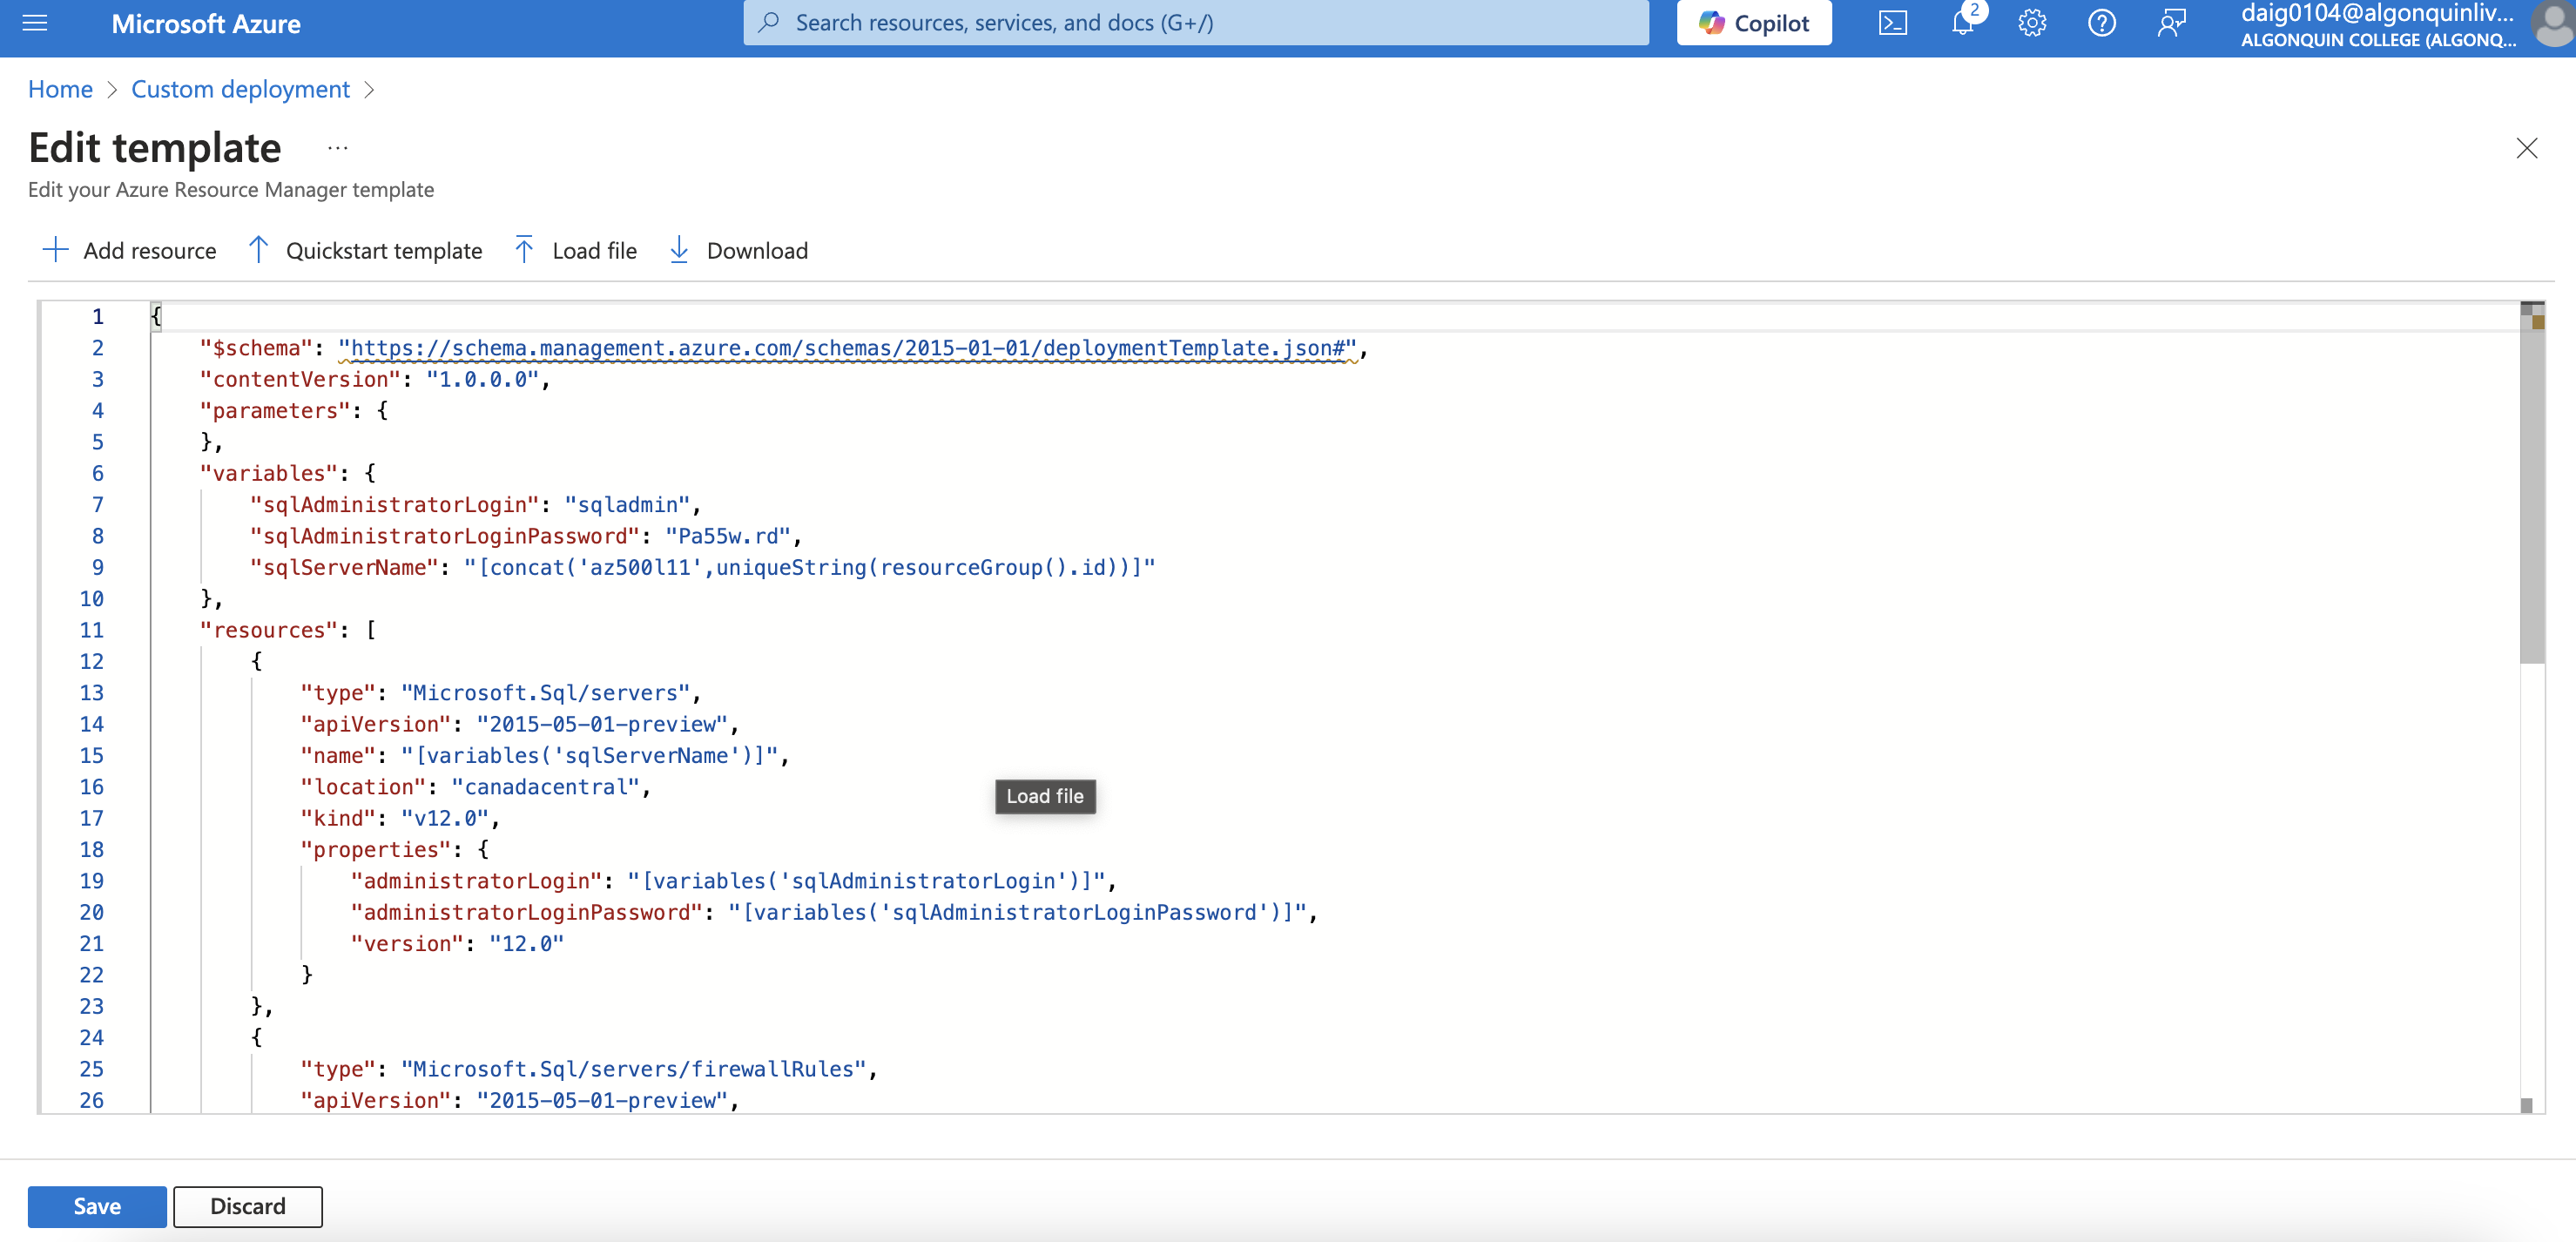 Microsoft Azure
Search resources, services, and docs (G+/)
Copilot
2
daig0104@algonquinliv...
ALGONQUIN COLLEGE (ALGONQ...
Home > Custom deployment >
Edit template ...
Edit your Azure Resource Manager template
Add resource Quickstart template Load file Download
1 {
2 "$schema": "https://schema.management.azure.com/schemas/2015-01-01/deploymentTemplate.json#",
3 "contentVersion": "1.0.0.0",
4 "parameters": {
5 },
6 "variables": {
7 "sqlAdministratorLogin": "sqladmin",
8 "sqlAdministratorLoginPassword": "Pa55w.rd",
9 "sqlServerName": "[concat('az500l11',uniqueString(resourceGroup().id))]"
10 },
11 "resources": [
12 {
13 "type": "Microsoft.Sql/servers",
14 "apiVersion": "2015-05-01-preview",
15 "name": "[variables('sqlServerName')]",
16 "location": "canadacentral",
17 "kind": "v12.0",
18 "properties": {
19 "administratorLogin": "[variables('sqlAdministratorLogin')]",
20 "administratorLoginPassword": "[variables('sqlAdministratorLoginPassword')]",
21 "version": "12.0"
22 }
23 },
24 {
25 "type": "Microsoft.Sql/servers/firewallRules",
26 "apiVersion": "2015-05-01-preview",
Load file
Save Discard